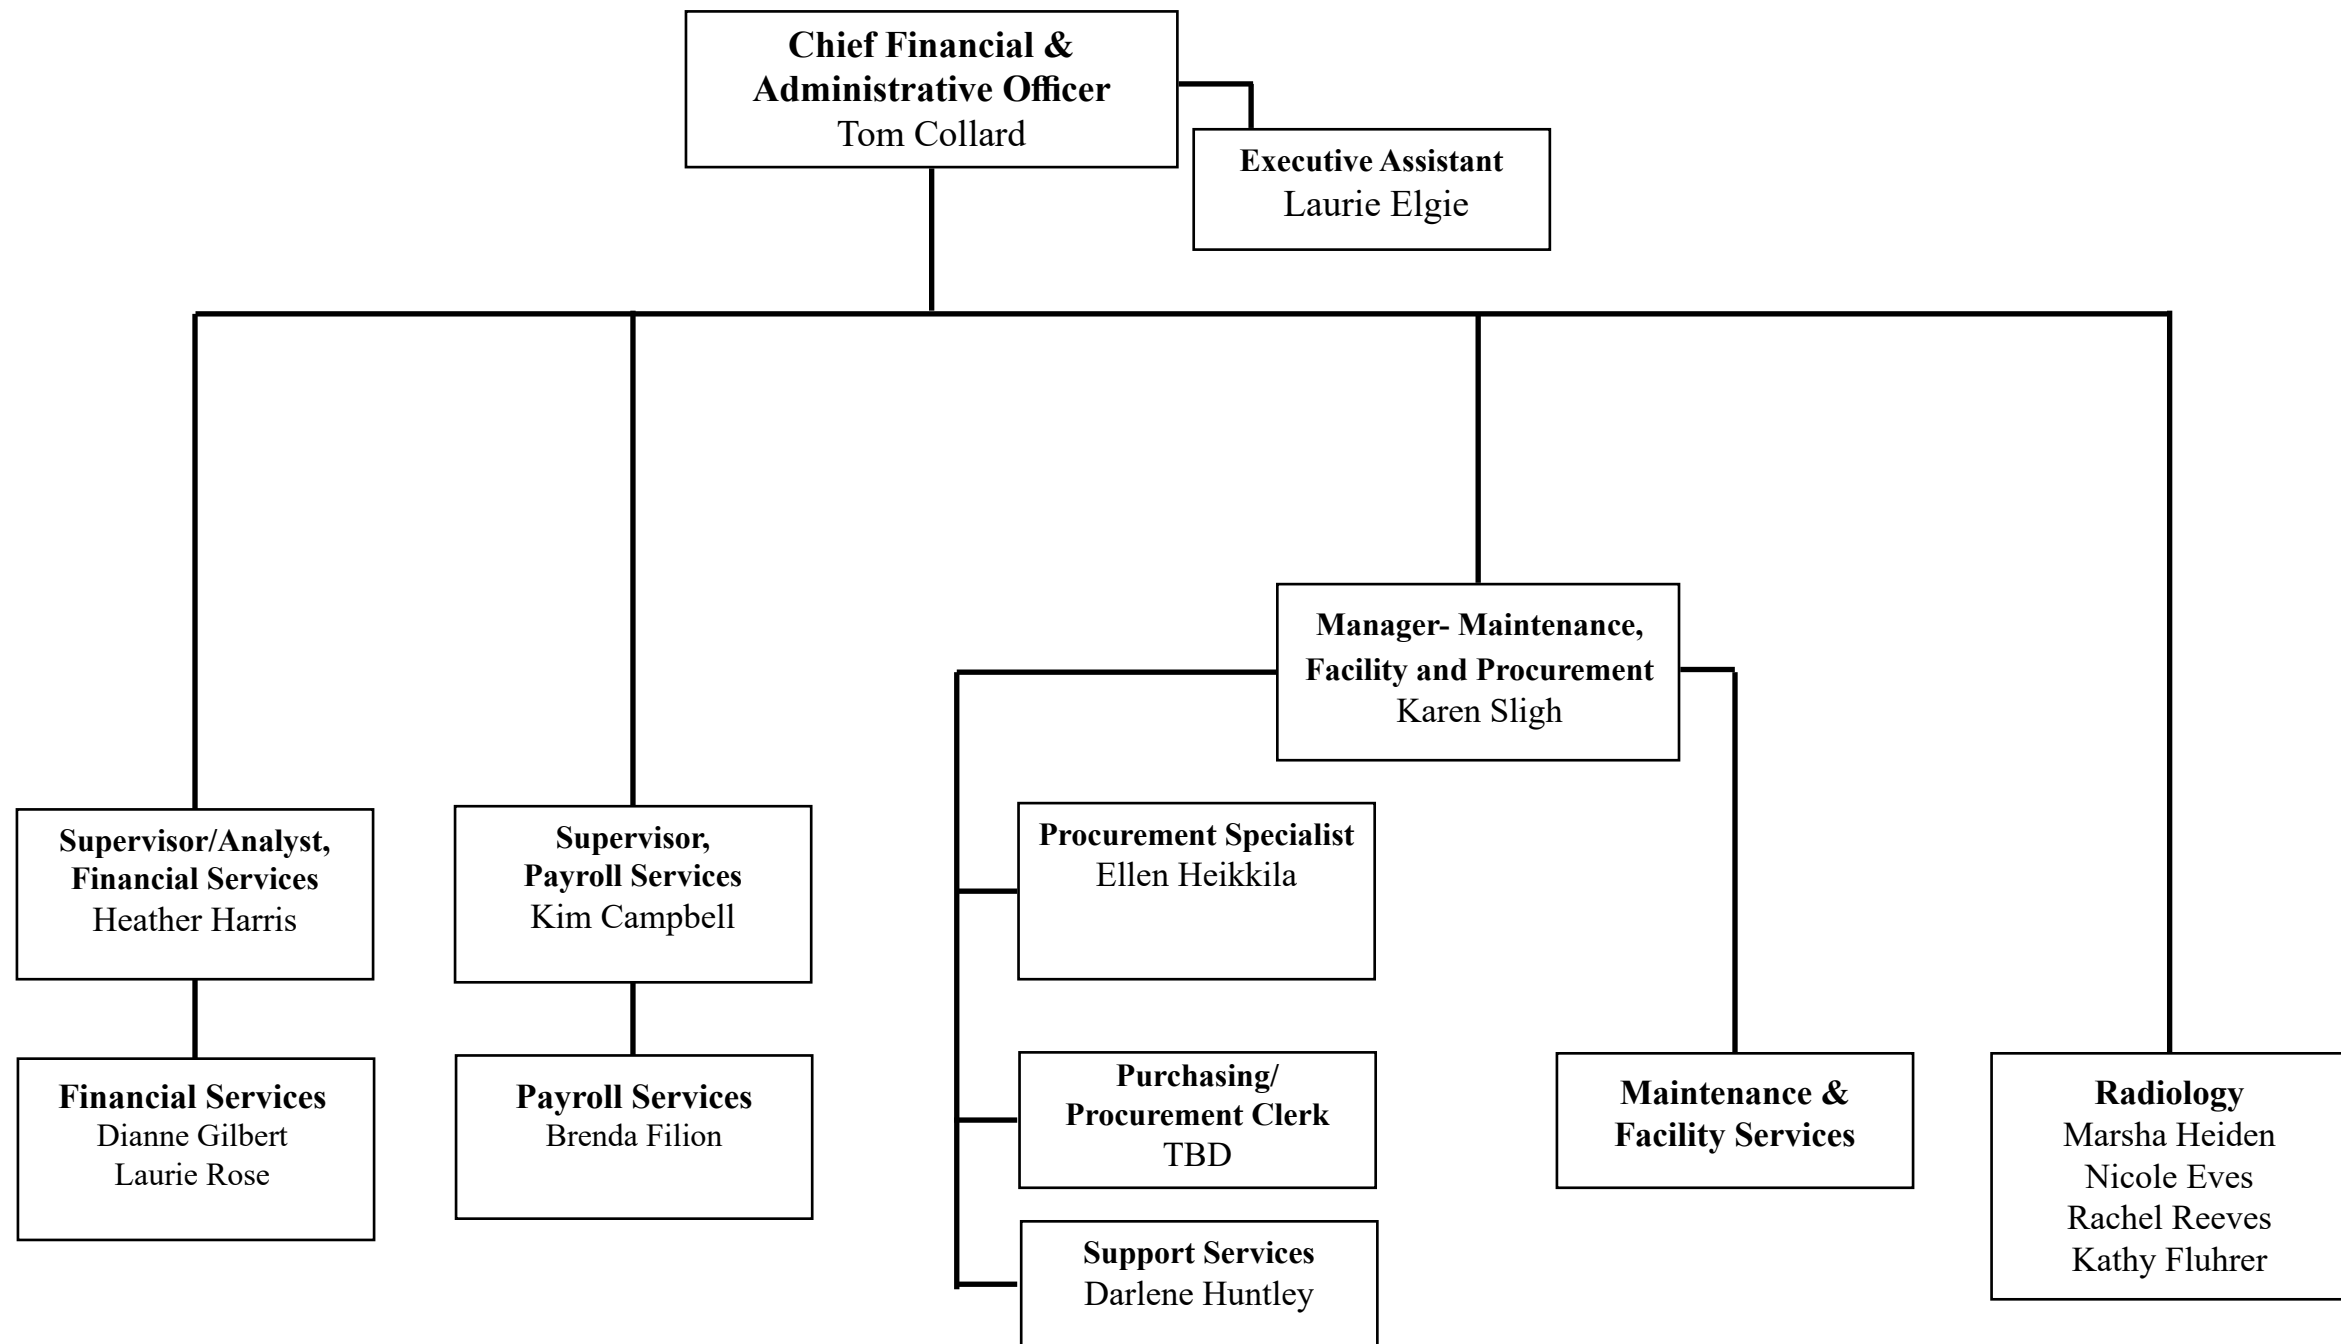 Chief Financial &
Administrative Officer
Tom Collard
Executive Assistant
Laurie Elgie
Manager- Maintenance,
Facility and Procurement
Karen Sligh
Supervisor/Analyst,
Financial Services
Heather Harris
Supervisor,
Payroll Services
Kim Campbell
Procurement Specialist
Ellen Heikkila
Financial Services
Dianne Gilbert
Laurie Rose
Payroll Services
Brenda Filion
Purchasing/
Procurement Clerk
TBD
Support Services
Darlene Huntley
Maintenance &
Facility Services
Radiology
Marsha Heiden
Nicole Eves
Rachel Reeves
Kathy Fluhrer